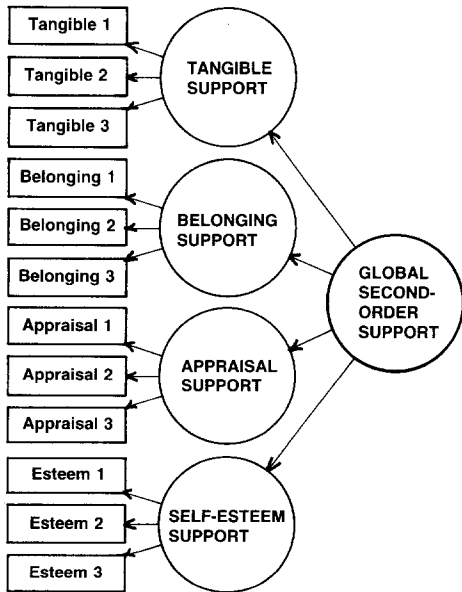 Tangible 1
Tangible 2
Tangible 3
TANGIBLE
SUPPORT
Belonging 1
Belonging 2
Belonging 3
BELONGING
SUPPORT
Appraisal 1
Appraisal 2
Appraisal 3
APPRAISAL
SUPPORT
Esteem 1
Esteem 2
Esteem 3
SELF-ESTEEM
SUPPORT
GLOBAL
SECOND-
ORDER
SUPPORT